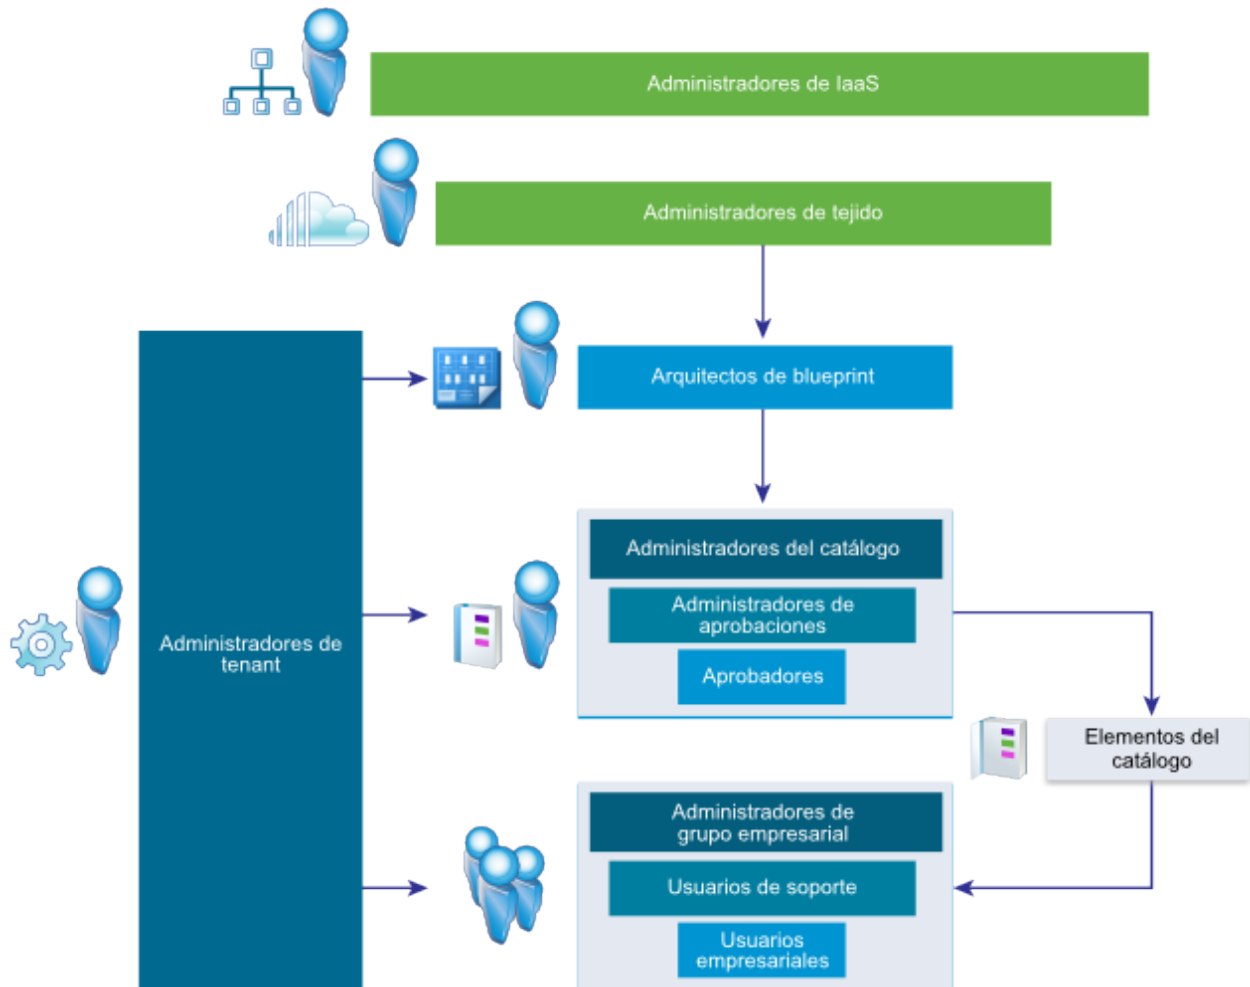 Administradores de IaaS
Administradores de tejido
Arquitectos de blueprint
Administradores de
tenant
Administradores del catálogo
Administradores de
aprobaciones
Aprobadores
Elementos del
catálogo
Administradores de
grupo empresarial
Usuarios de soporte
Usuarios
empresariales